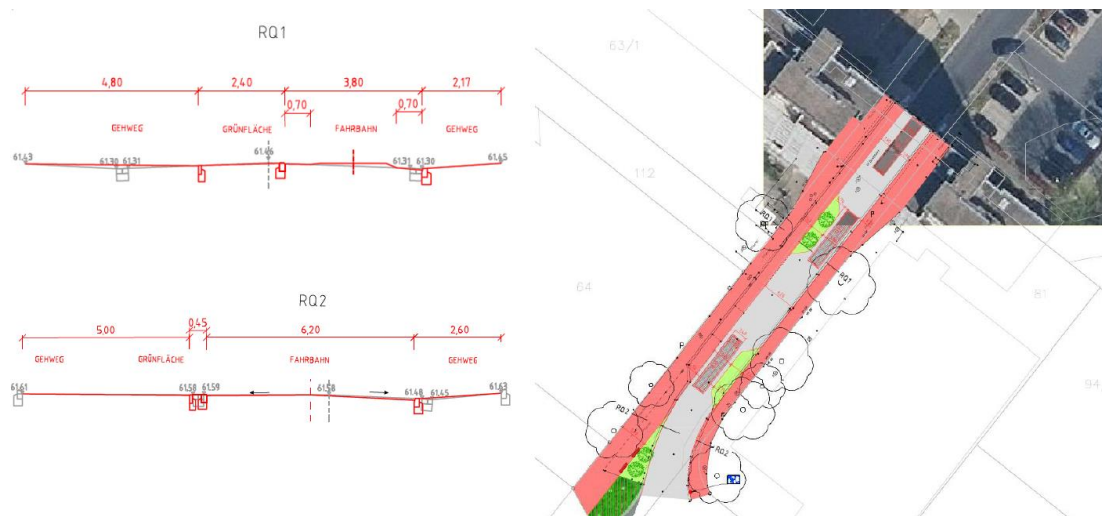 RQ1
4,80 2,40 3,80 2,17
0,70 0,70
GEHWEG GRÜNFLÄCHE FAHRBAHN GEHWEG
61.43 61.30 61.31 61.46 61.31 61.30 61.45
RQ2
5,00 0,45 6,20 2,60
GEHWEG GRÜNFLÄCHE FAHRBAHN GEHWEG
61.61 61.58 61.59 61.58 61.48 61.45 61.63
63/1
112
64
81
94
RQ1
RQ1
P
P
RQ2
RQ2